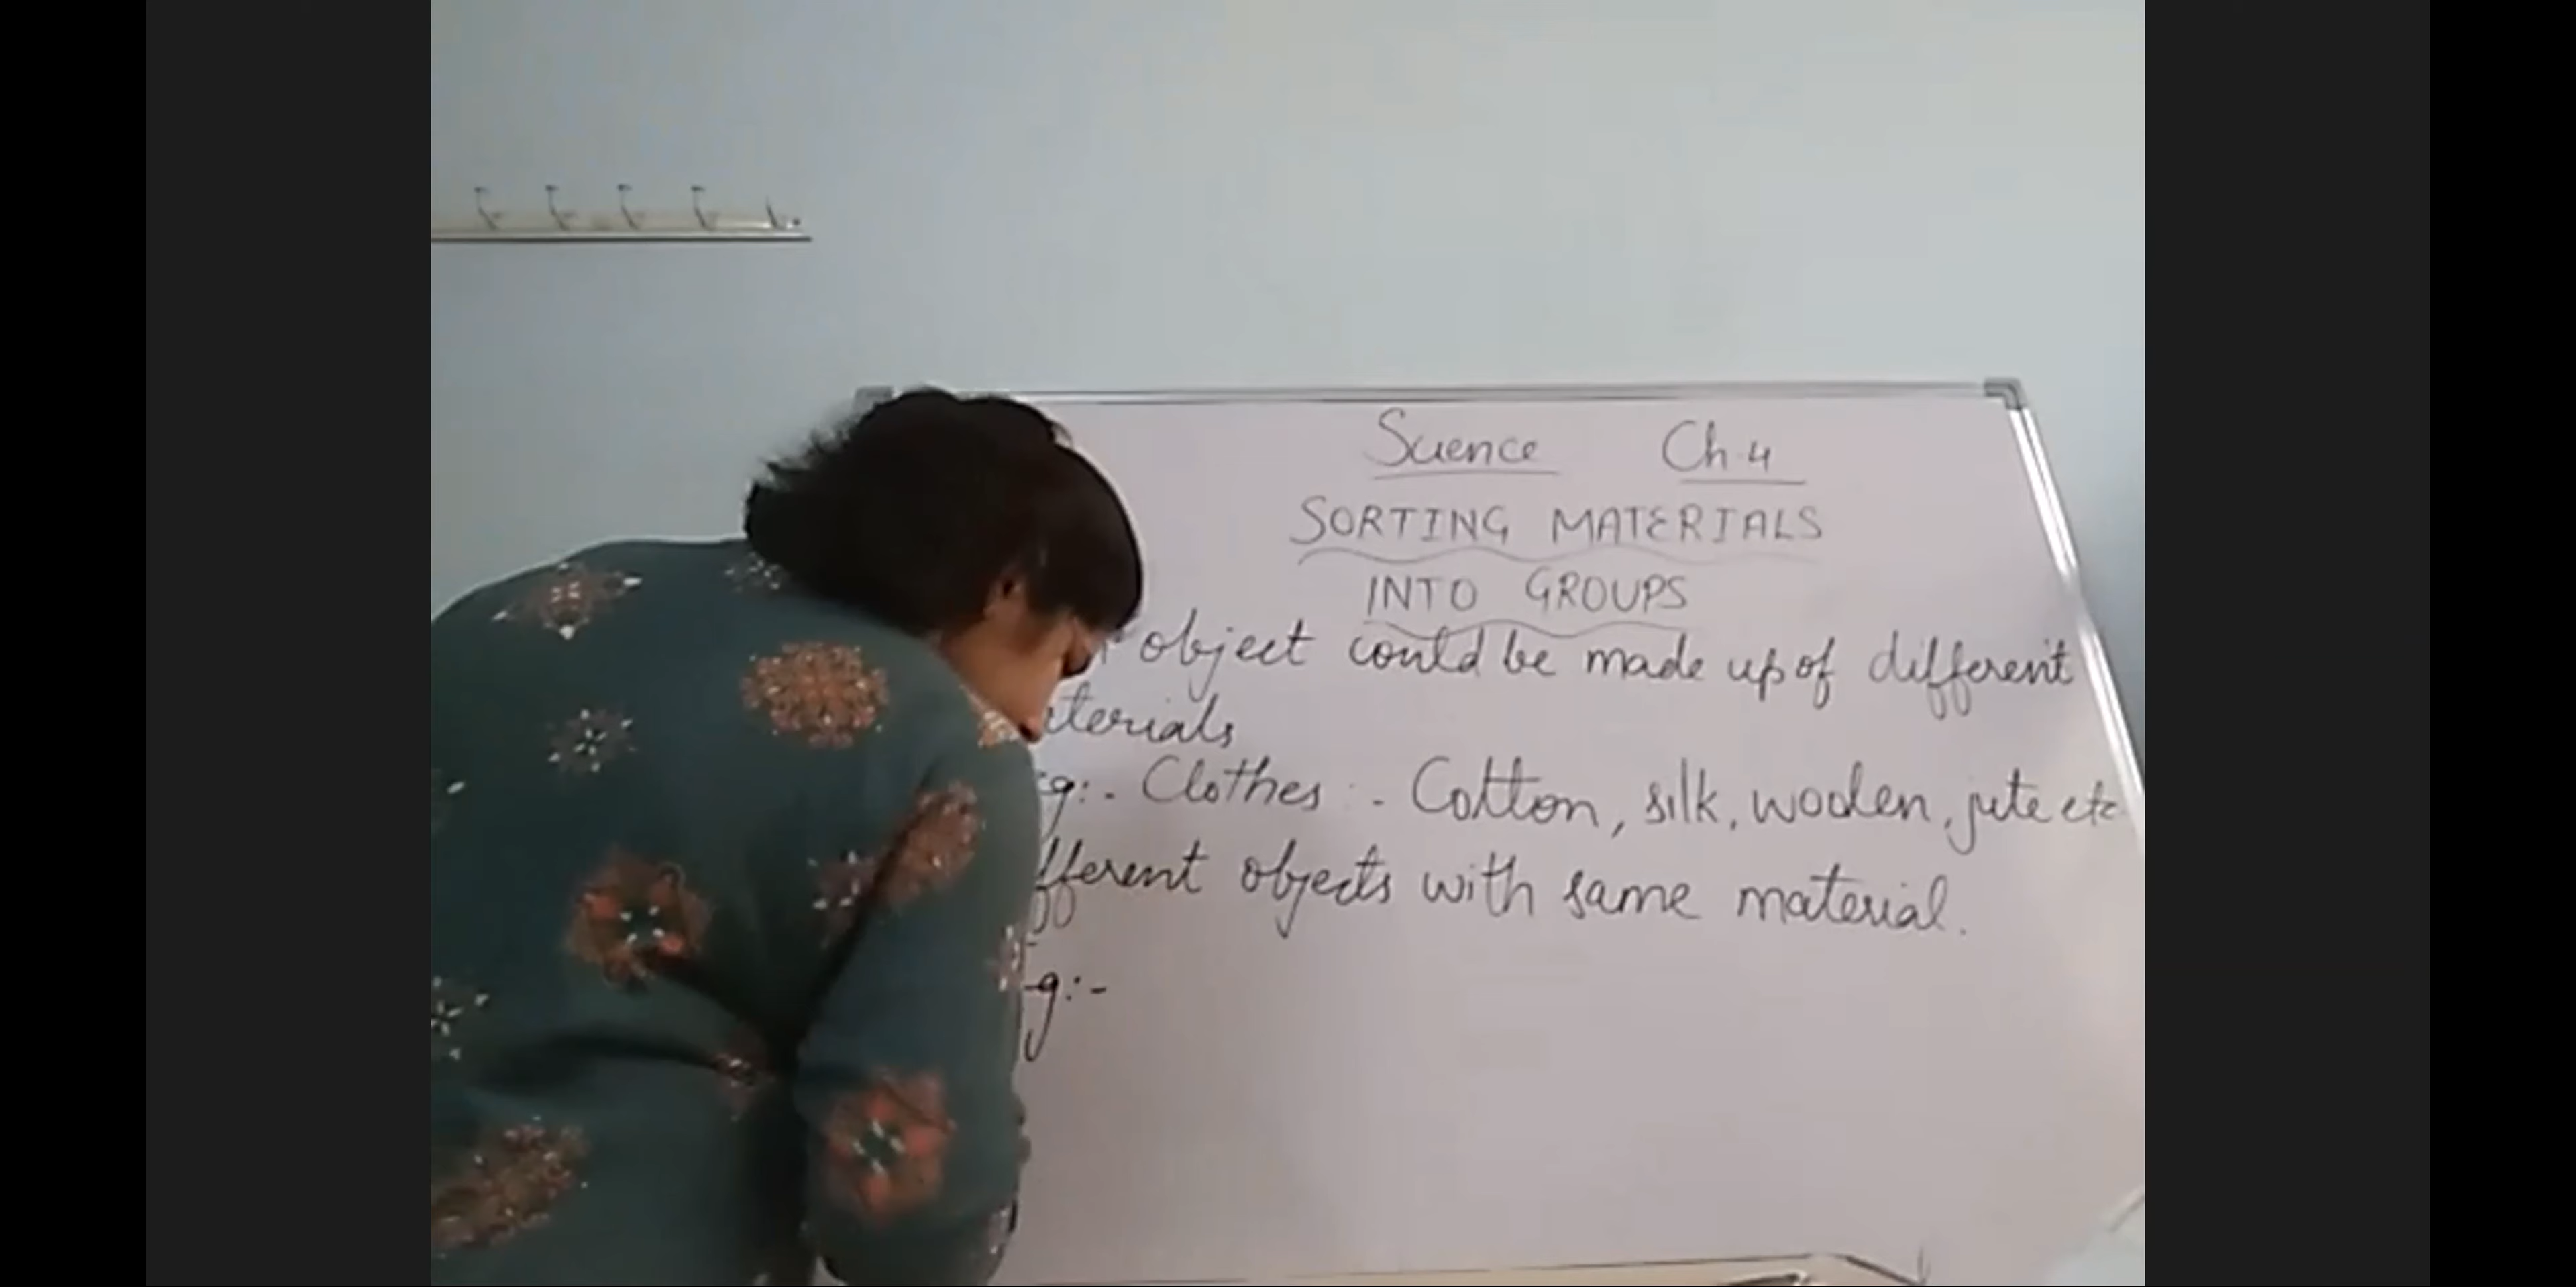 Science Ch.4
SORTING MATERIALS
INTO GROUPS
object could be made up of different
terials
g:- Clothes :- Cotton, silk, woolen, jute etc
fferent objects with same material.
g:-